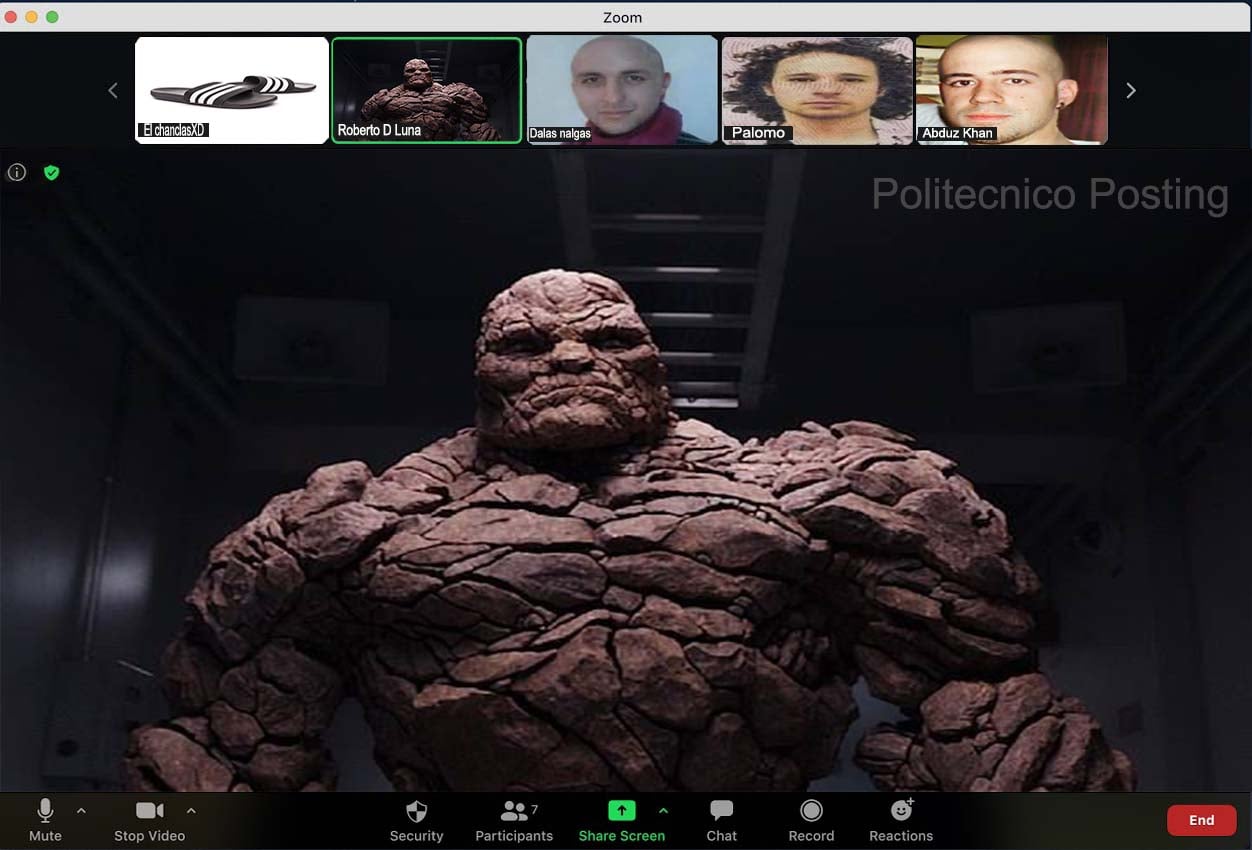 Zoom
El chanclasXD
Roberto D Luna
Dalas nalgas
Palomo
Abduz Khan
Politecnico Posting
7
Mute
Stop Video
Security
Participants
Share Screen
Chat
Record
Reactions
End